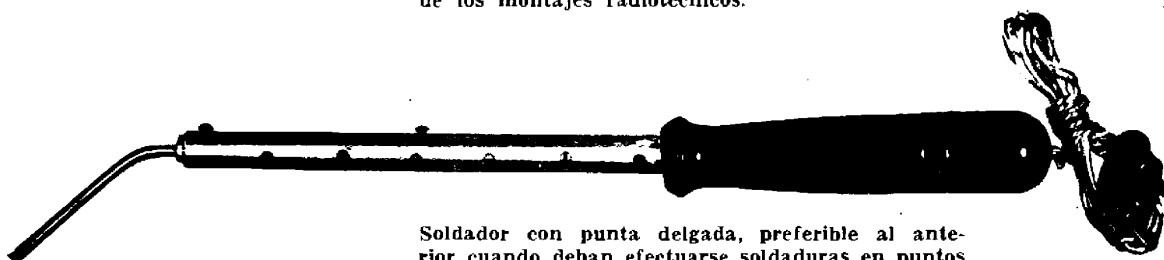 de los montajes radiotécnicos.
Soldador con punta delgada, preferible al ante-
rior cuando deban efectuarse soldaduras en puntos